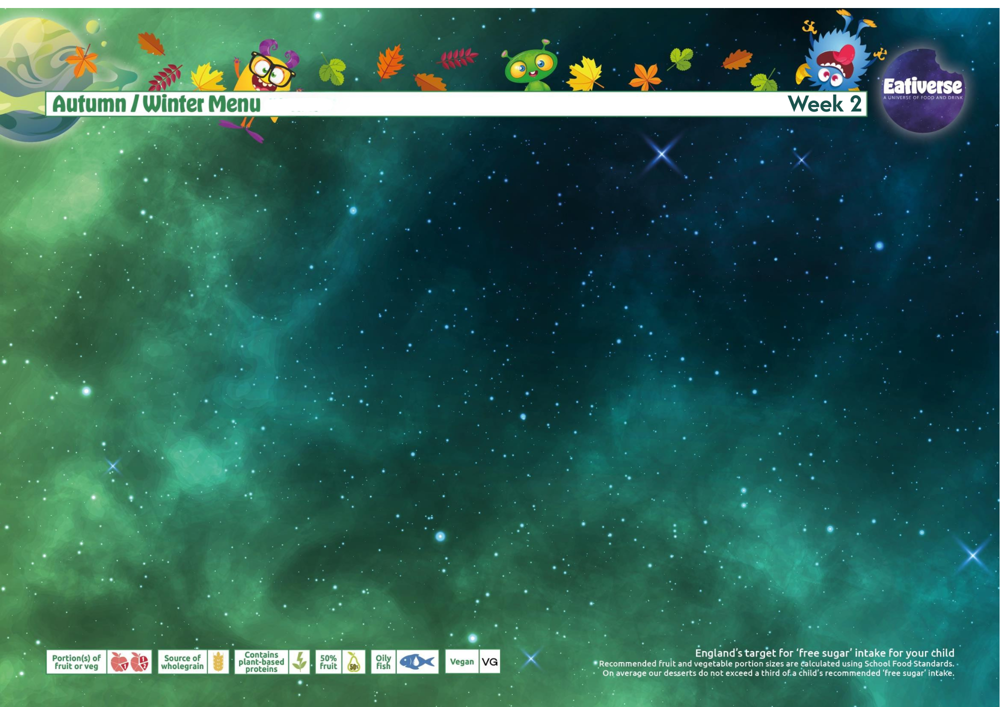 Autumn / Winter Menu
Week 2
Eativerse
A UNIVERSE OF FOOD AND DRINK
Portion(s) of
fruit or veg
1
1
2
Source of
wholegrain
Contains
plant-based
proteins
50%
fruit
50%
Oily
fish
Vegan
VG
England's target for ‘free sugar’ intake for your child
Recommended fruit and vegetable portion sizes are calculated using School Food Standards.
On average our desserts do not exceed a third of a child's recommended ‘free sugar’ intake.